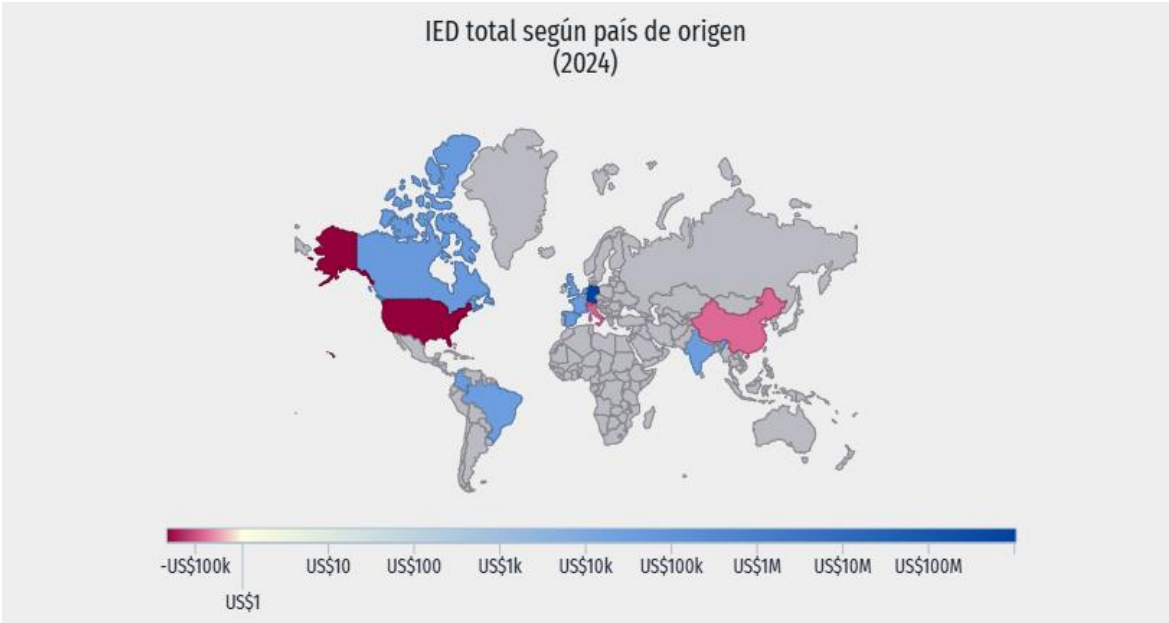 IED total según país de origen
(2024)
-US$100k
US$1
US$10
US$100
US$1k
US$10k
US$100k
US$1M
US$10M
US$100M